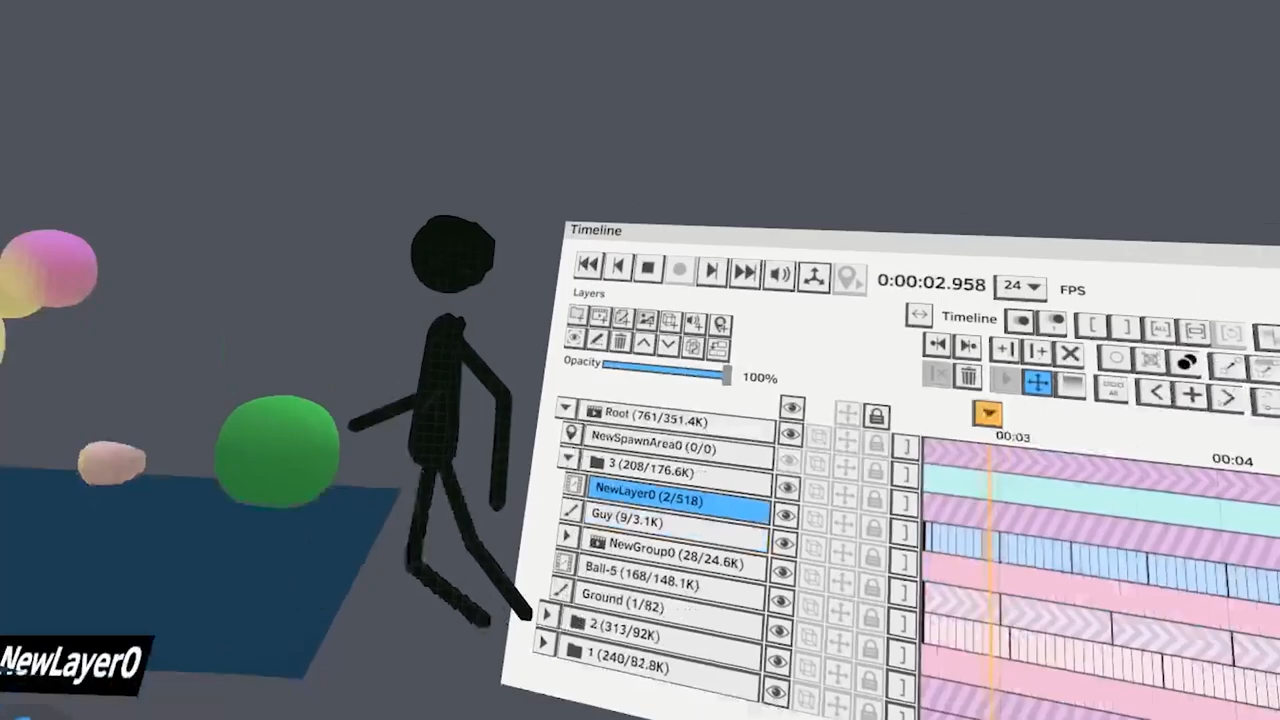 Timeline
0:00:02.958 24 FPS
Layers
Timeline
Opacity 100%
00:03
00:04
Root (761/351.4K)
NewSpawnArea0 (0/0)
3 (208/176.6K)
NewLayer0 (2/518)
Guy (9/3.1K)
NewGroup0 (28/24.6K)
Ball-5 (168/148.1K)
Ground (1/82)
2 (313/92K)
1 (240/82.8K)
NewLayer0